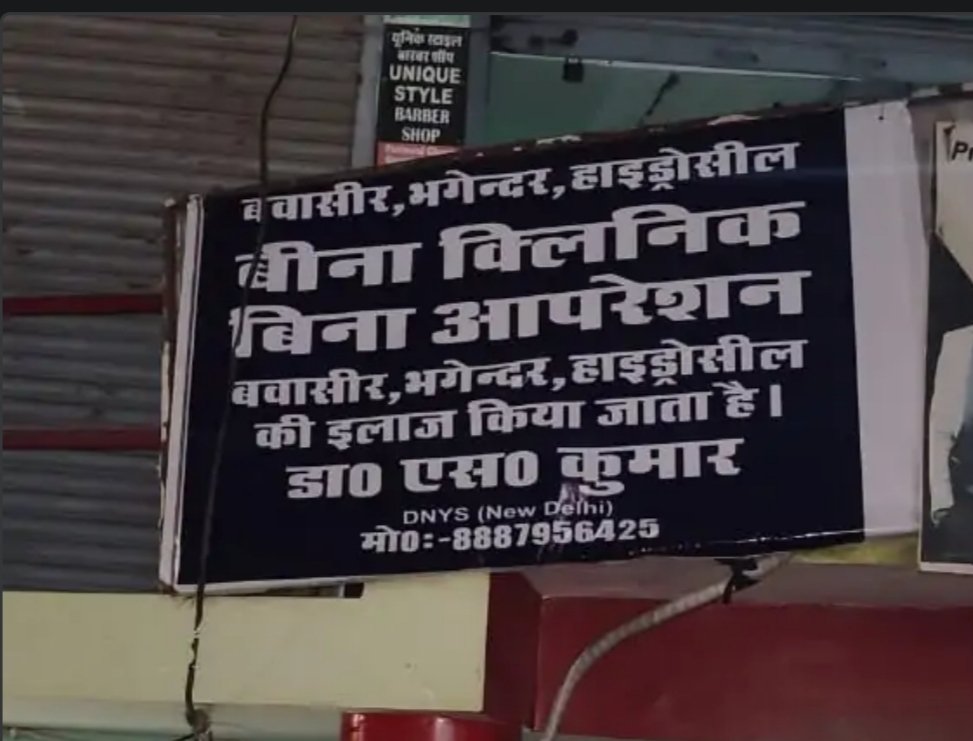 यूनिक स्टाइल
बारबर शॉप
UNIQUE
STYLE
BARBER
SHOP
बवासीर,भगेन्दर,हाइड्रोसील
बीना क्लिनिक
बिना आपरेशन
बवासीर,भगेन्दर,हाइड्रोसील
की इलाज किया जाता है।
डा0 एस0 कुमार
DNYS (New Delhi)
मो0:-8887956425